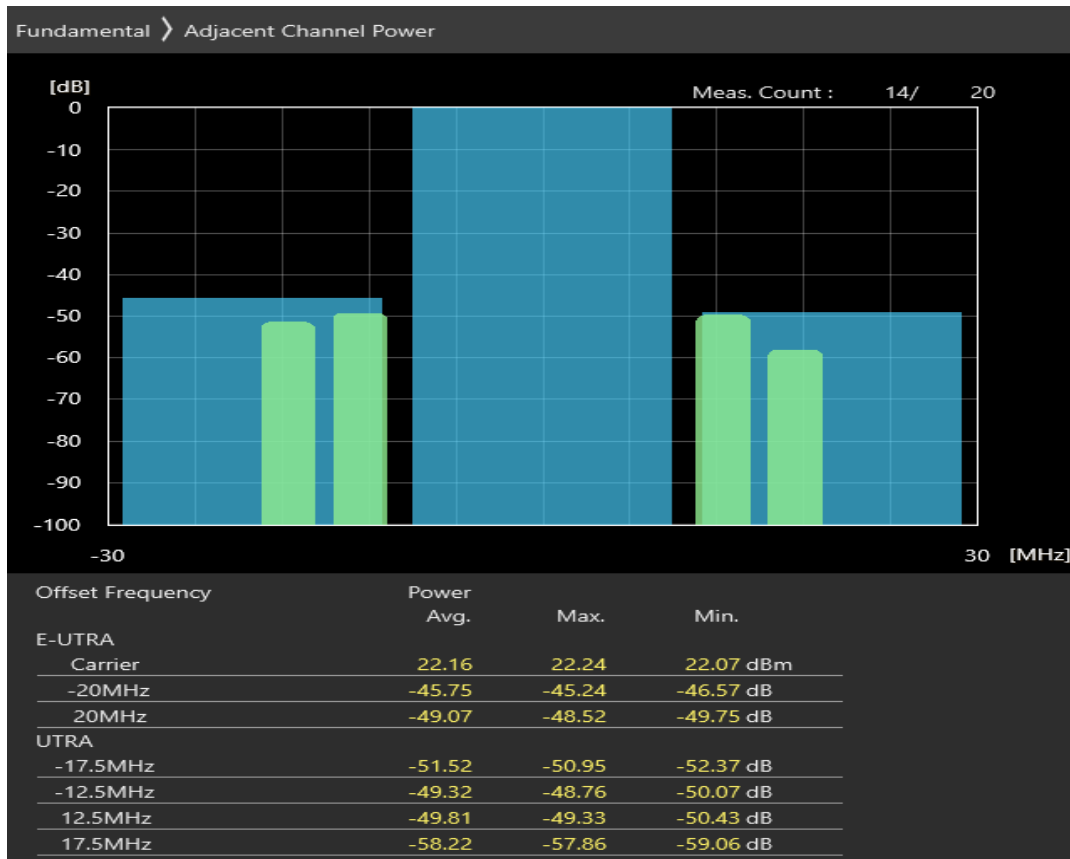 Fundamental ❯ Adjacent Channel Power
[dB]
Meas. Count : 14/ 20
0
-10
-20
-30
-40
-50
-60
-70
-80
-90
-100
-30 30 [MHz]
Offset Frequency Power
Avg. Max. Min.
E-UTRA
Carrier 22.16 22.24 22.07 dBm
-20MHz -45.75 -45.24 -46.57 dB
20MHz -49.07 -48.52 -49.75 dB
UTRA
-17.5MHz -51.52 -50.95 -52.37 dB
-12.5MHz -49.32 -48.76 -50.07 dB
12.5MHz -49.81 -49.33 -50.43 dB
17.5MHz -58.22 -57.86 -59.06 dB